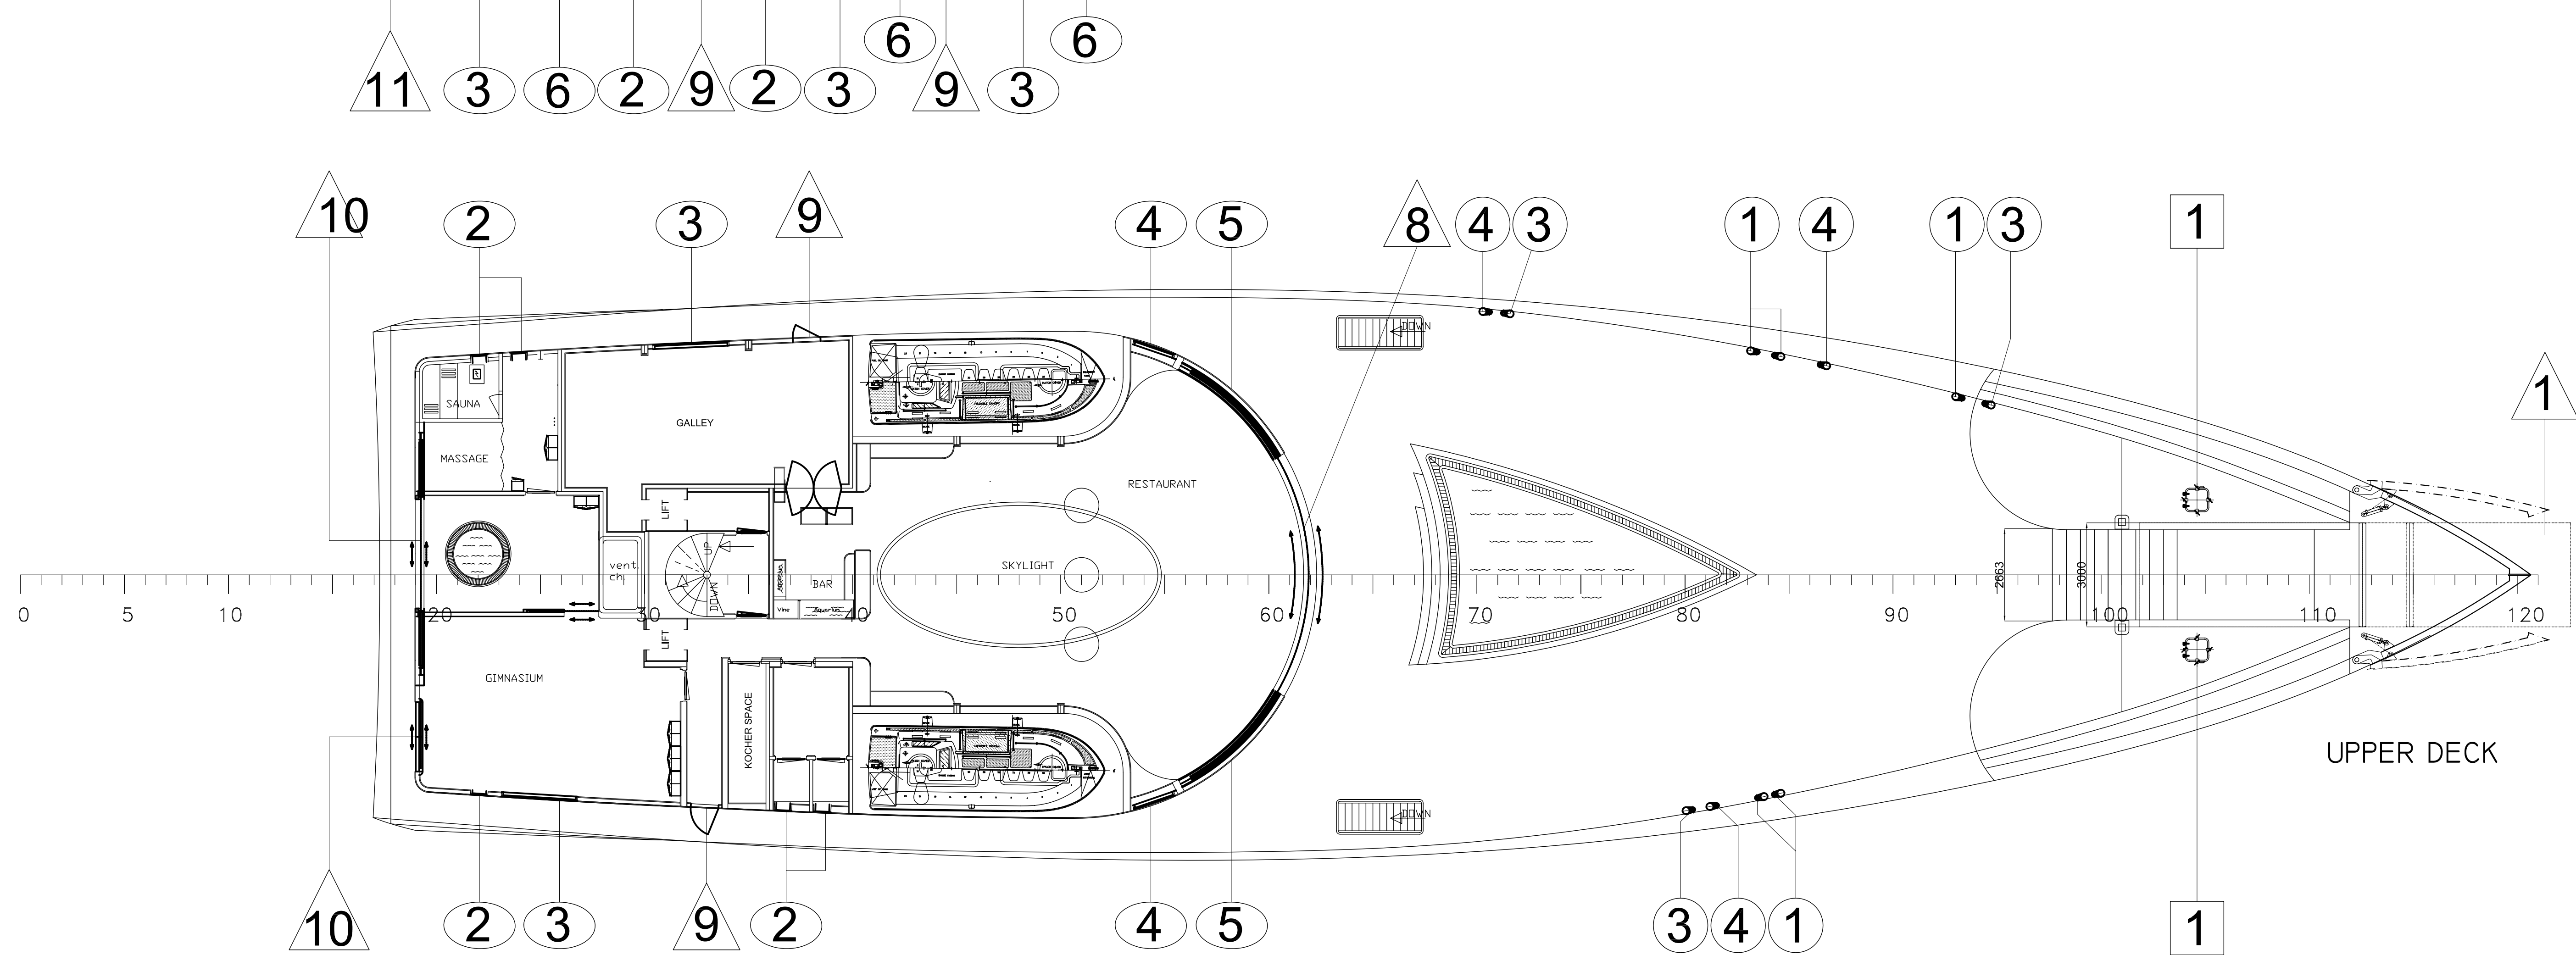 6 6
11 3 6 2 9 2 3 9 3
10 2 3 9 4 5 8 4 3 1 4 1 3 1
1
DOWN
SAUNA
GALLEY
MASSAGE
RESTAURANT
LIFT
UP
DOWN
vent
ch.
SKYLIGHT
BAR
Vine
aquarius
2663
3000
0 5 10 20 30 40 50 60 70 80 90 100 110 120
LIFT
GIMNASIUM
KOCHER SPACE
UPPER DECK
DOWN
10 2 3 9 2 4 5 3 4 1 1